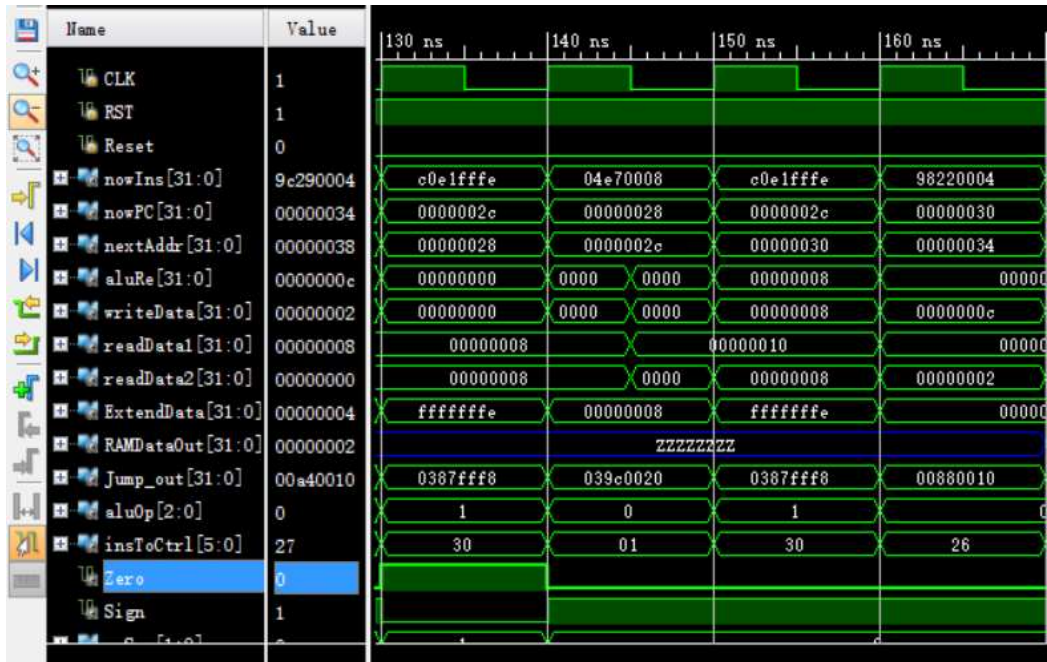 Name Value 130 ns 140 ns 150 ns 160 ns
CLK 1
RST 1
Reset 0
nowIns[31:0] 9c290004 c0e1fffe 04e70008 c0e1fffe 98220004
nowPC[31:0] 00000034 0000002c 00000028 0000002c 00000030
nextAddr[31:0] 00000038 00000028 0000002c 00000030 00000034
aluRe[31:0] 0000000c 00000000 0000 0000 00000008 00000
writeData[31:0] 00000002 00000000 0000 0000 00000008 0000000c
readData1[31:0] 00000008 00000008 00000010 00000
readData2[31:0] 00000000 00000008 0000 00000008 00000002
ExtendData[31:0] 00000004 fffffffe 00000008 fffffffe 00000
RAMDataOut[31:0] 00000002 ZZZZZZZZ
Jump_out[31:0] 00a40010 0387fff8 039c0020 0387fff8 00880010
aluOp[2:0] 0 1 0 1 0
insToCtrl[5:0] 27 30 01 30 26
Zero 0
Sign 1